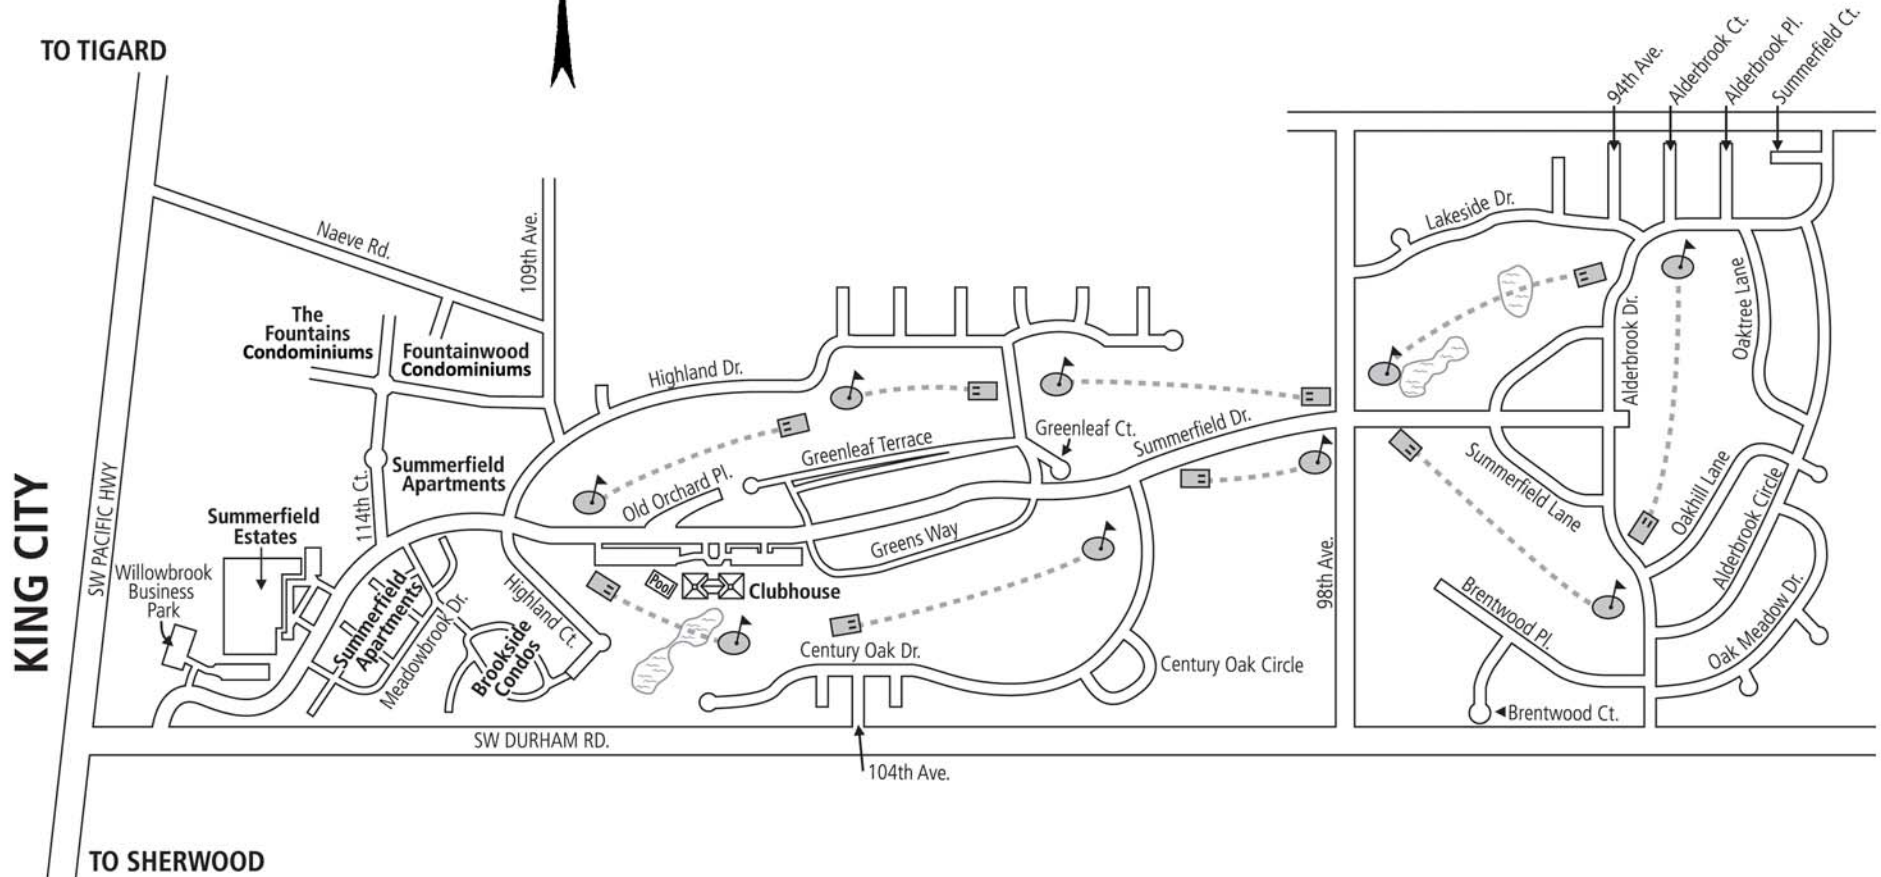 TO TIGARD
94th Ave.
Alderbrook Ct.
Alderbrook Pl.
Summerfield Ct.
Naeve Rd.
109th Ave.
Lakeside Dr.
The
Fountains
Condominiums
Fountainwood
Condominiums
Highland Dr.
Alderbrook Dr.
Oaktree Lane
Greenleaf Ct.
Summerfield Dr.
Greenleaf Terrace
Old Orchard Pl.
Summerfield
Apartments
114th Ct.
KING CITY
SW PACIFIC HWY
Summerfield
Estates
Willowbrook
Business
Park
Greens Way
Summerfield Lane
Oakhill Lane
Alderbrook Circle
98th Ave.
Pool
Clubhouse
Highland Ct.
Summerfield
Apartments
Meadowbrook Dr.
Brookside
Condos
Century Oak Dr.
Century Oak Circle
Brentwood Pl.
Oak Meadow Dr.
Brentwood Ct.
SW DURHAM RD.
104th Ave.
TO SHERWOOD